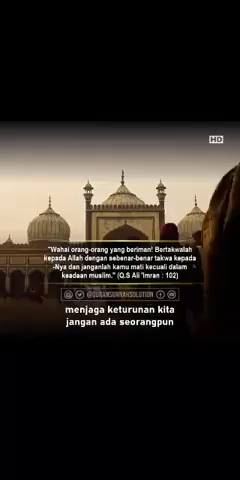 HD
"Wahai orang-orang yang beriman! Bertakwalah
kepada Allah dengan sebenar-benar takwa kepada
-Nya dan janganlah kamu mati kecuali dalam
keadaan muslim." (Q.S Ali 'Imran : 102)
@QURANSUNNAHSOLUTION
menjaga keturunan kita
jangan ada seorangpun